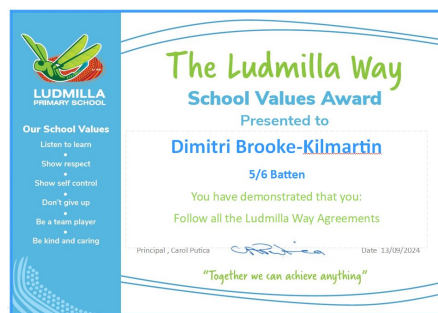 LUDMILLA
PRIMARY SCHOOL
Our School Values
Listen to learn
Show respect
Show self control
Don't give up
Be a team player
Be kind and caring
The Ludmilla Way
School Values Award
Presented to
Dimitri Brooke-Kilmartin
5/6 Batten
You have demonstrated that you:
Follow all the Ludmilla Way Agreements
Principal , Carol Putica
Date 13/09/2024
"Together we can achieve anything"